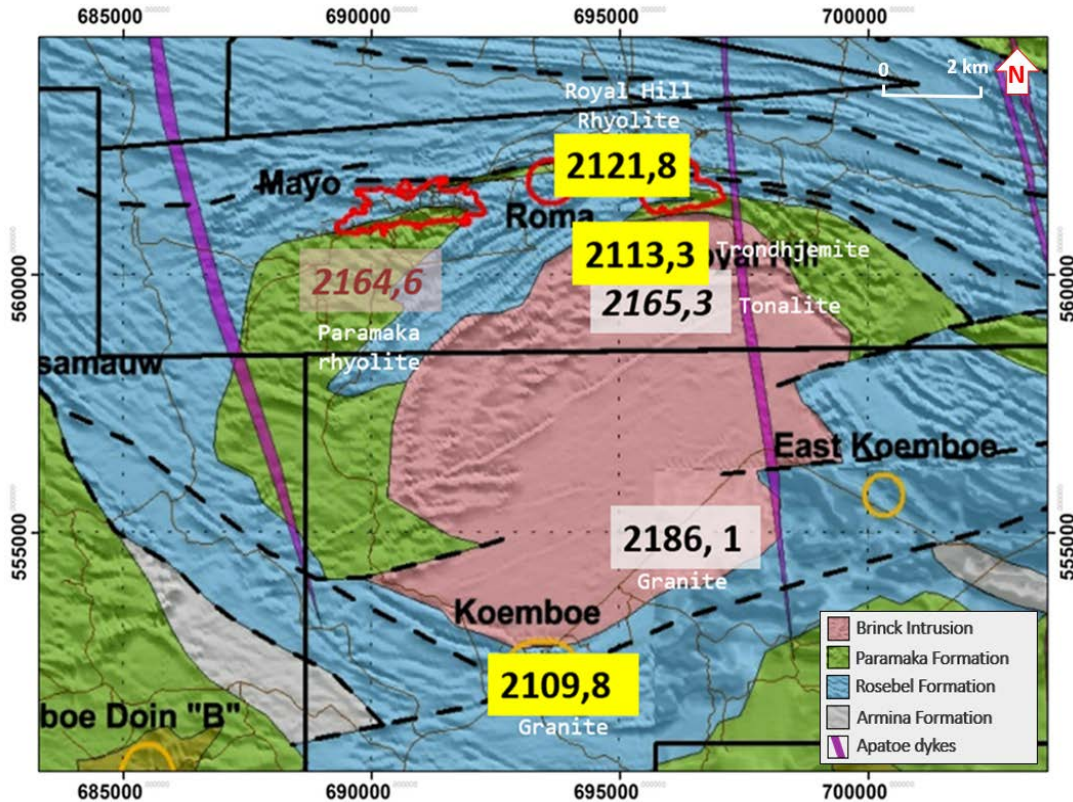 685000
690000
695000
700000
0
2 km
N
Royal Hill
Rhyolite
2121,8
Mayo
Roma
2113,3
Trondhjemite
560000
560000
2164,6
2165,3
Tonalite
Paramaka
rhyolite
samauw
East Koemboe
555000
555000
2186, 1
Granite
Koemboe
2109,8
Granite
boe Doin "B"
Brinck Intrusion
Paramaka Formation
Rosebel Formation
Armina Formation
Apatoe dykes
685000
690000
695000
700000